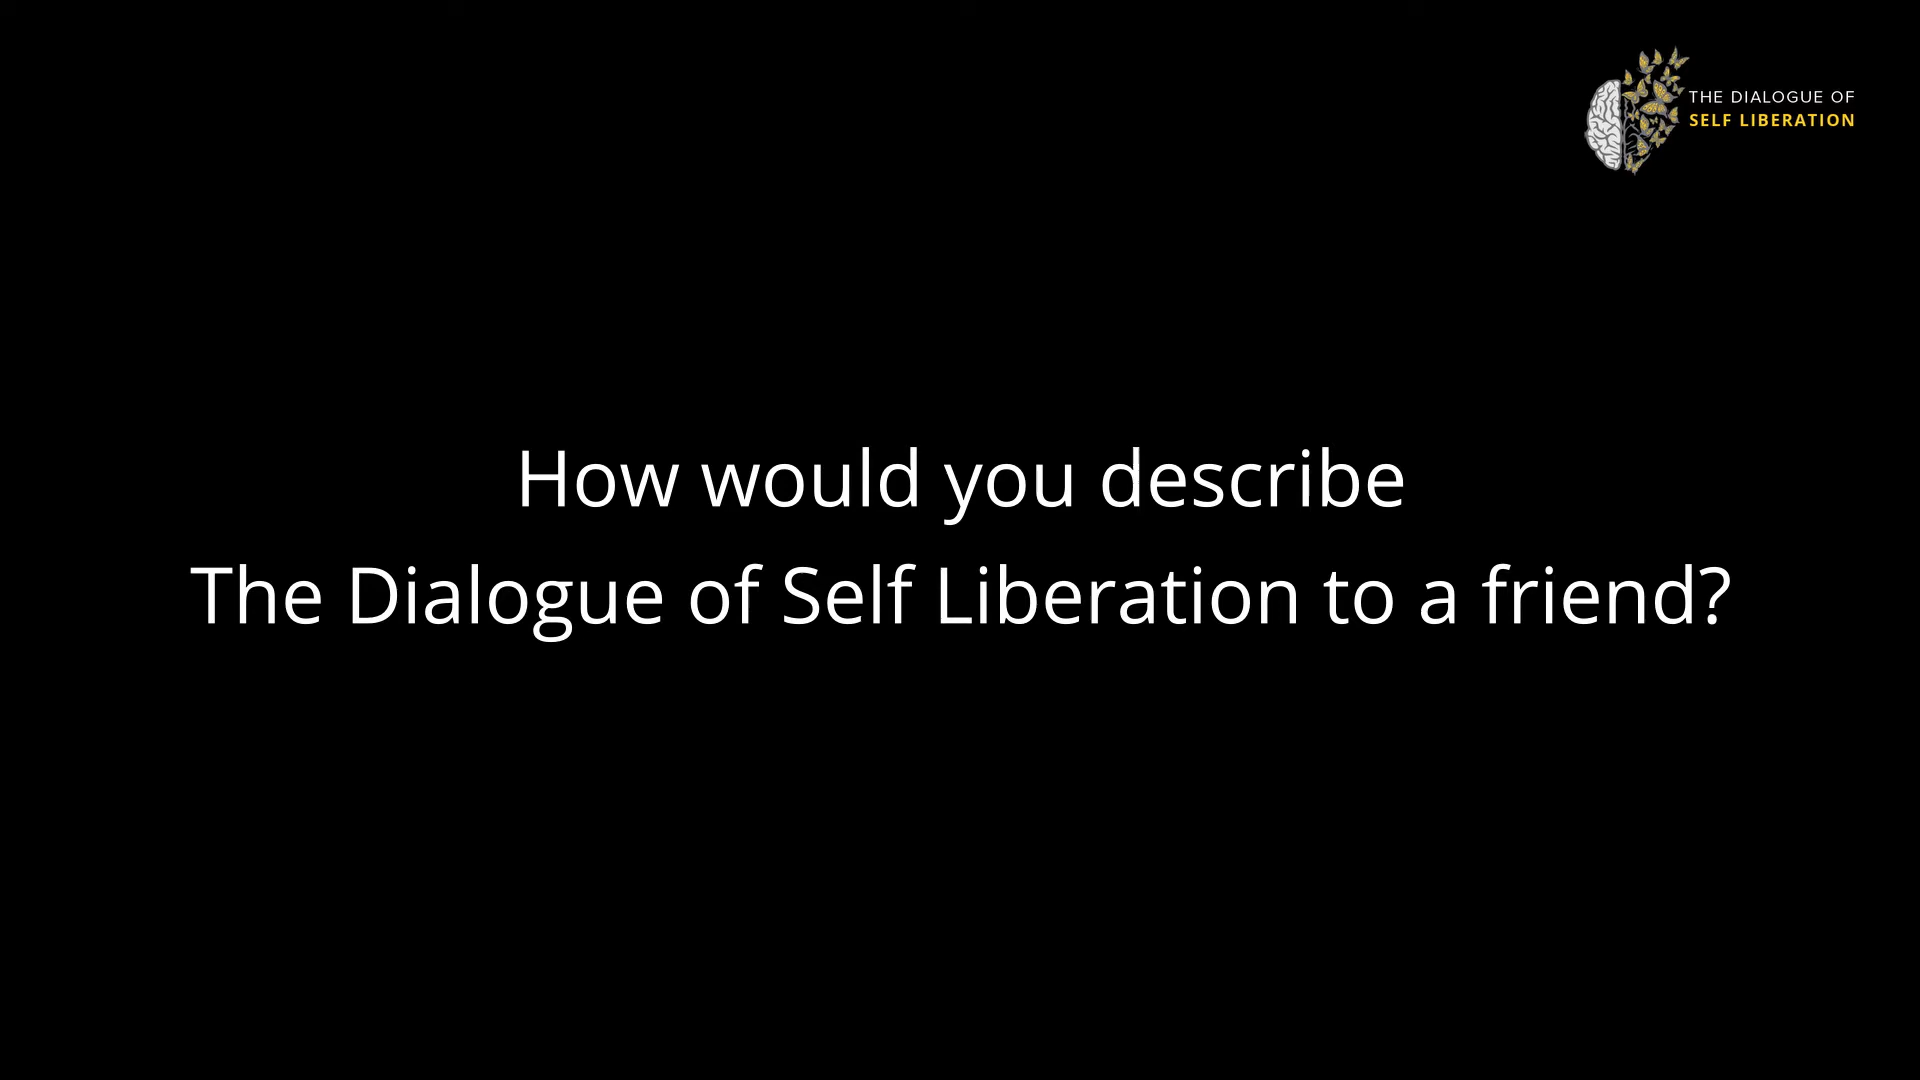 THE DIALOGUE OF
SELF LIBERATION
How would you describe
The Dialogue of Self Liberation to a friend?